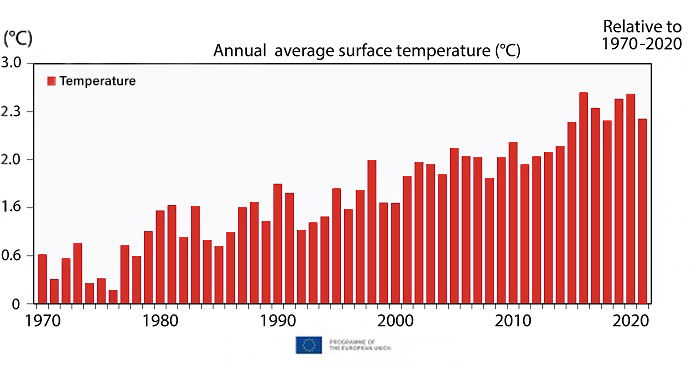 Relative to
1970-2020
(°C)
Annual average surface temperature (°C)
Temperature
3.0
2.3
2.0
1.6
0.6
0
1970 1980 1990 2000 2010 2020
PROGRAMME OF
THE EUROPEAN UNION